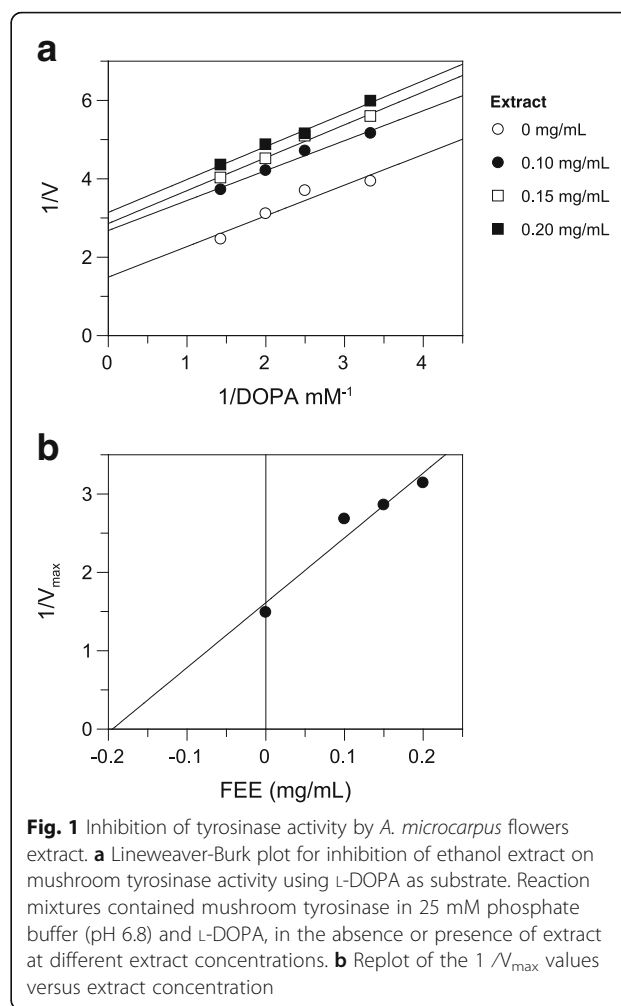 a
Extract
0 mg/mL
0.10 mg/mL
0.15 mg/mL
0.20 mg/mL
1/V
6
4
2
0
0 1 2 3 4
1/DOPA mM-1
b
1/Vmax
3
2
1
0
-0.2 -0.1 0 0.1 0.2
FEE (mg/mL)
Fig. 1 Inhibition of tyrosinase activity by A. microcarpus flowers
extract. a Lineweaver-Burk plot for inhibition of ethanol extract on
mushroom tyrosinase activity using L-DOPA as substrate. Reaction
mixtures contained mushroom tyrosinase in 25 mM phosphate
buffer (pH 6.8) and L-DOPA, in the absence or presence of extract
at different extract concentrations. b Replot of the 1 /Vmax values
versus extract concentration